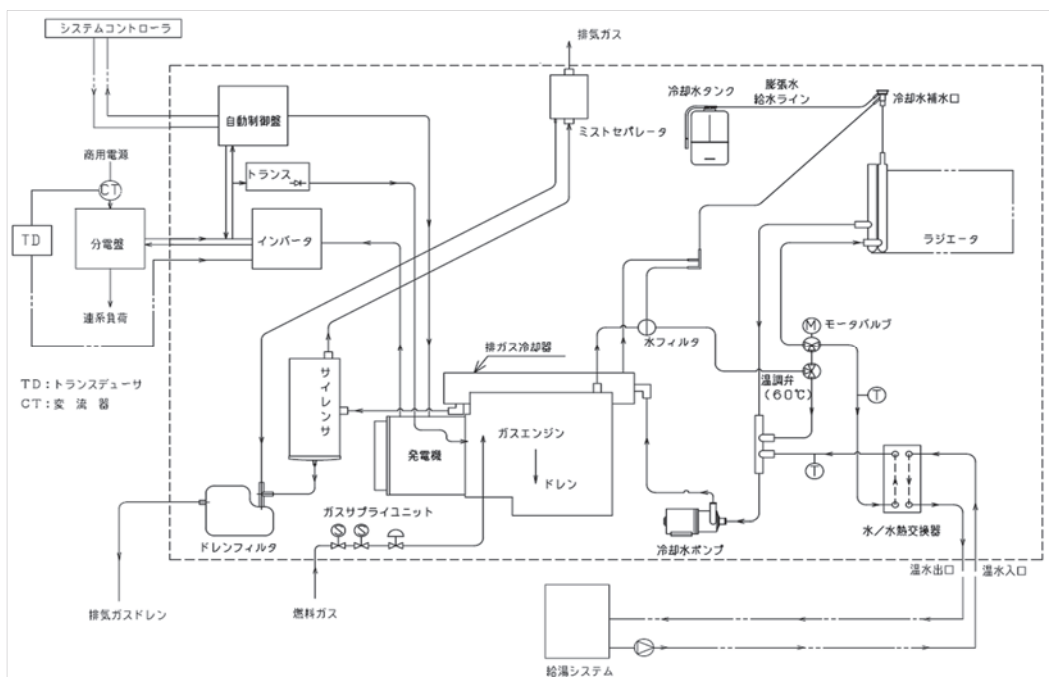 システムコントローラ
排気ガス
自動制御盤
冷却水タンク
膨張水
給水ライン
冷却水補水口
ミストセパレータ
商用電源
CT
トランス
TD
分電盤
インバータ
ラジエータ
連系負荷
モータバルブ
M
水フィルタ
排ガス冷却器
温調弁
(60℃)
T
TD:トランスデューサ
CT:変流器
サイレンサ
ガスエンジン
発電機
ドレン
T
ガスサプライユニット
S
S
ドレンフィルタ
冷却水ポンプ
水/水熱交換器
温水出口
温水入口
排気ガスドレン
燃料ガス
給湯システム